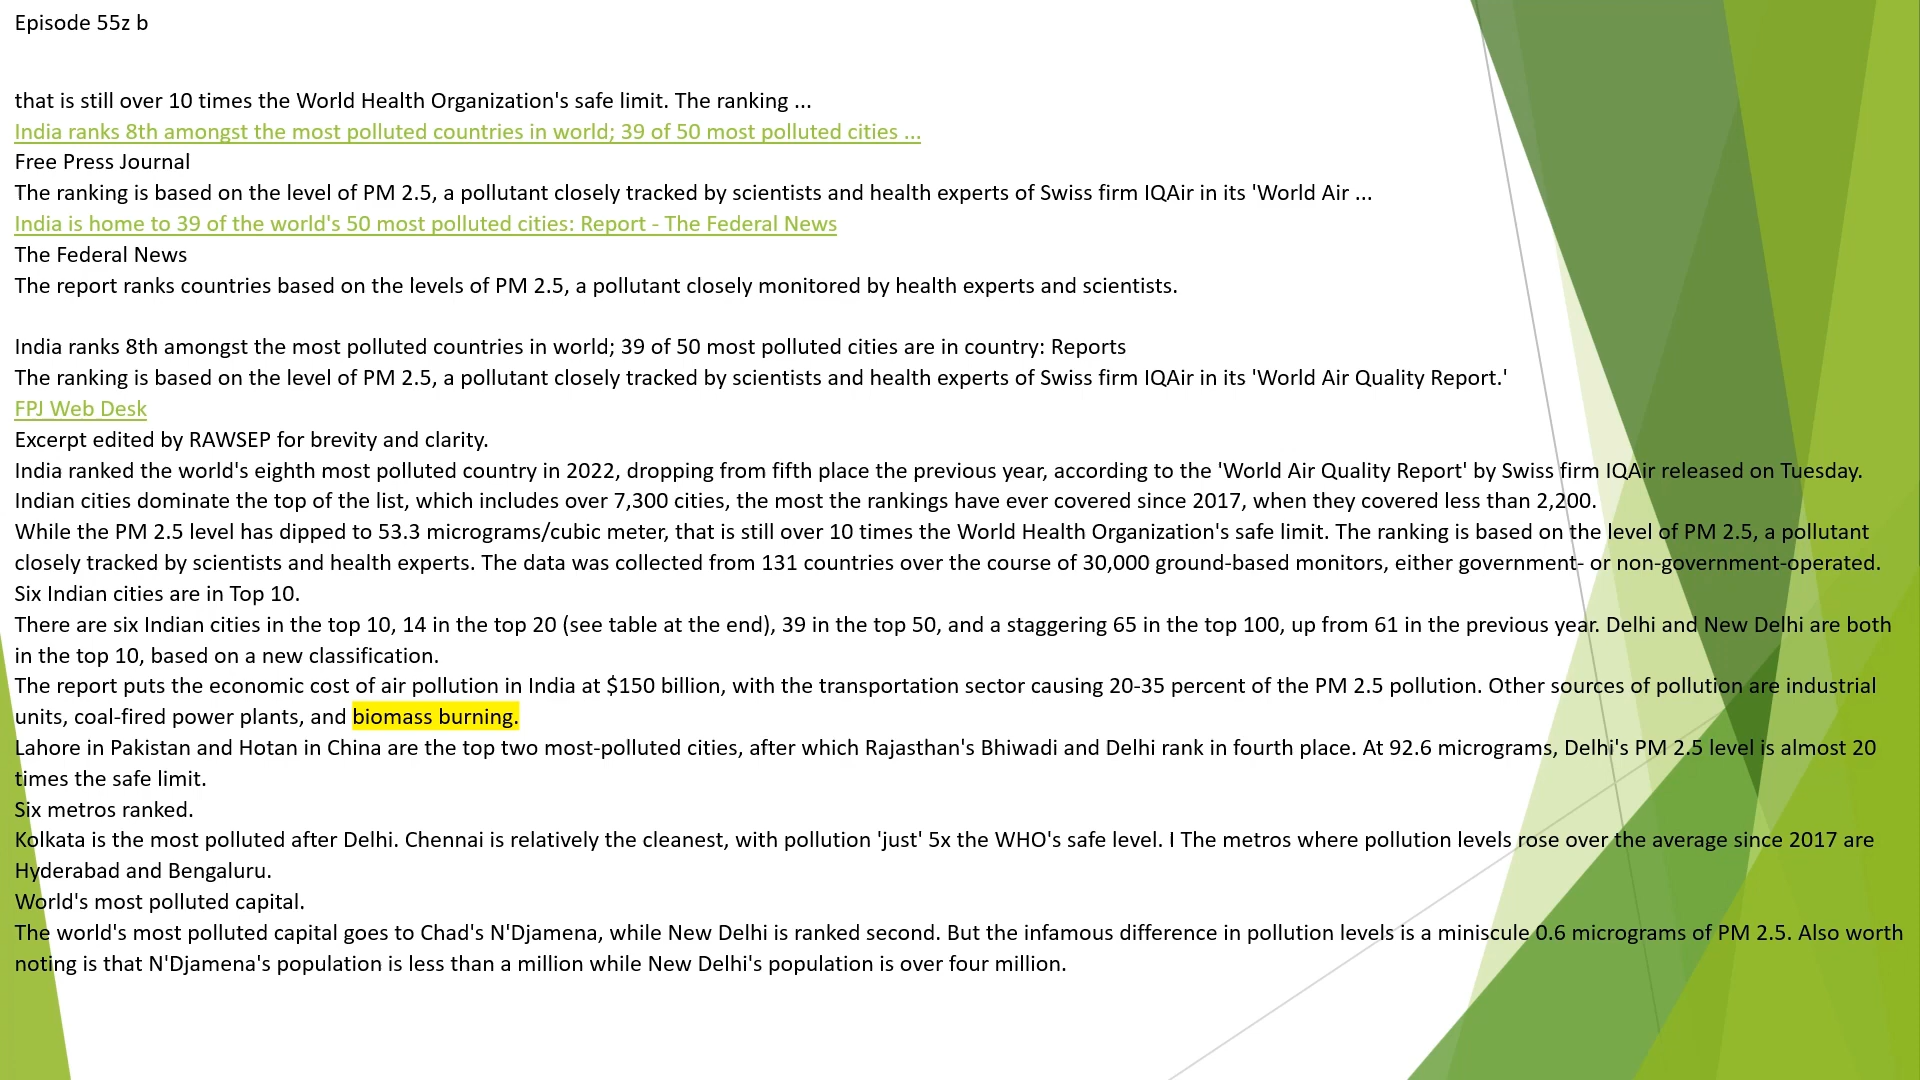 Episode 55z b
that is still over 10 times the World Health Organization's safe limit. The ranking ...
India ranks 8th amongst the most polluted countries in world; 39 of 50 most polluted cities ...
Free Press Journal
The ranking is based on the level of PM 2.5, a pollutant closely tracked by scientists and health experts of Swiss firm IQAir in its 'World Air ...
India is home to 39 of the world's 50 most polluted cities: Report - The Federal News
The Federal News
The report ranks countries based on the levels of PM 2.5, a pollutant closely monitored by health experts and scientists.
India ranks 8th amongst the most polluted countries in world; 39 of 50 most polluted cities are in country: Reports
The ranking is based on the level of PM 2.5, a pollutant closely tracked by scientists and health experts of Swiss firm IQAir in its 'World Air Quality Report.'
FPJ Web Desk
Excerpt edited by RAWSEP for brevity and clarity.
India ranked the world's eighth most polluted country in 2022, dropping from fifth place the previous year, according to the 'World Air Quality Report' by Swiss firm IQAir released on Tuesday.
Indian cities dominate the top of the list, which includes over 7,300 cities, the most the rankings have ever covered since 2017, when they covered less than 2,200.
While the PM 2.5 level has dipped to 53.3 micrograms/cubic meter, that is still over 10 times the World Health Organization's safe limit. The ranking is based on the level of PM 2.5, a pollutant
closely tracked by scientists and health experts. The data was collected from 131 countries over the course of 30,000 ground-based monitors, either government- or non-government-operated.
Six Indian cities are in Top 10.
There are six Indian cities in the top 10, 14 in the top 20 (see table at the end), 39 in the top 50, and a staggering 65 in the top 100, up from 61 in the previous year. Delhi and New Delhi are both
in the top 10, based on a new classification.
The report puts the economic cost of air pollution in India at $150 billion, with the transportation sector causing 20-35 percent of the PM 2.5 pollution. Other sources of pollution are industrial
units, coal-fired power plants, and biomass burning.
Lahore in Pakistan and Hotan in China are the top two most-polluted cities, after which Rajasthan's Bhiwadi and Delhi rank in fourth place. At 92.6 micrograms, Delhi's PM 2.5 level is almost 20
times the safe limit.
Six metros ranked.
Kolkata is the most polluted after Delhi. Chennai is relatively the cleanest, with pollution 'just' 5x the WHO's safe level. I The metros where pollution levels rose over the average since 2017 are
Hyderabad and Bengaluru.
World's most polluted capital.
The world's most polluted capital goes to Chad's N'Djamena, while New Delhi is ranked second. But the infamous difference in pollution levels is a miniscule 0.6 micrograms of PM 2.5. Also worth
noting is that N'Djamena's population is less than a million while New Delhi's population is over four million.